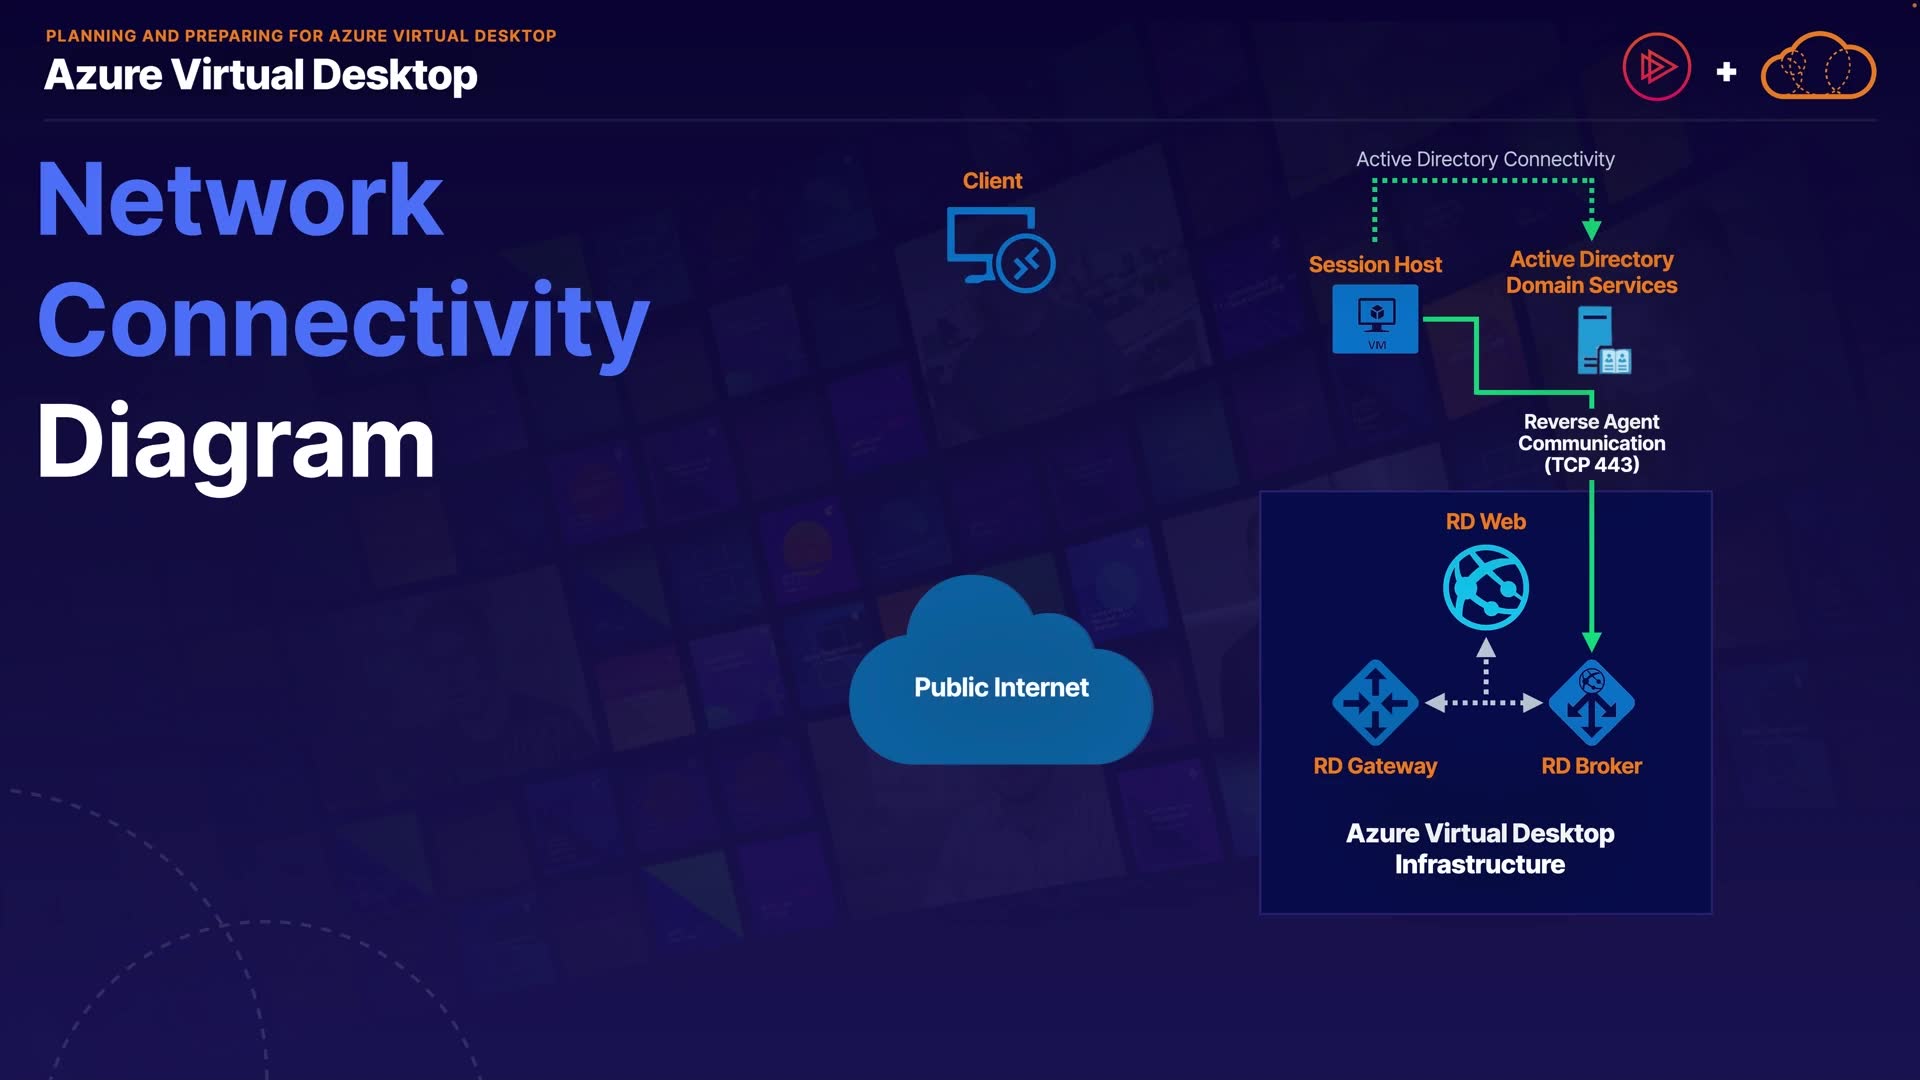 PLANNING AND PREPARING FOR AZURE VIRTUAL DESKTOP
Azure Virtual Desktop
Network
Connectivity
Diagram
Client
Active Directory Connectivity
Session Host
Active Directory
Domain Services
VM
Reverse Agent
Communication
(TCP 443)
Public Internet
RD Web
RD Gateway
RD Broker
Azure Virtual Desktop
Infrastructure